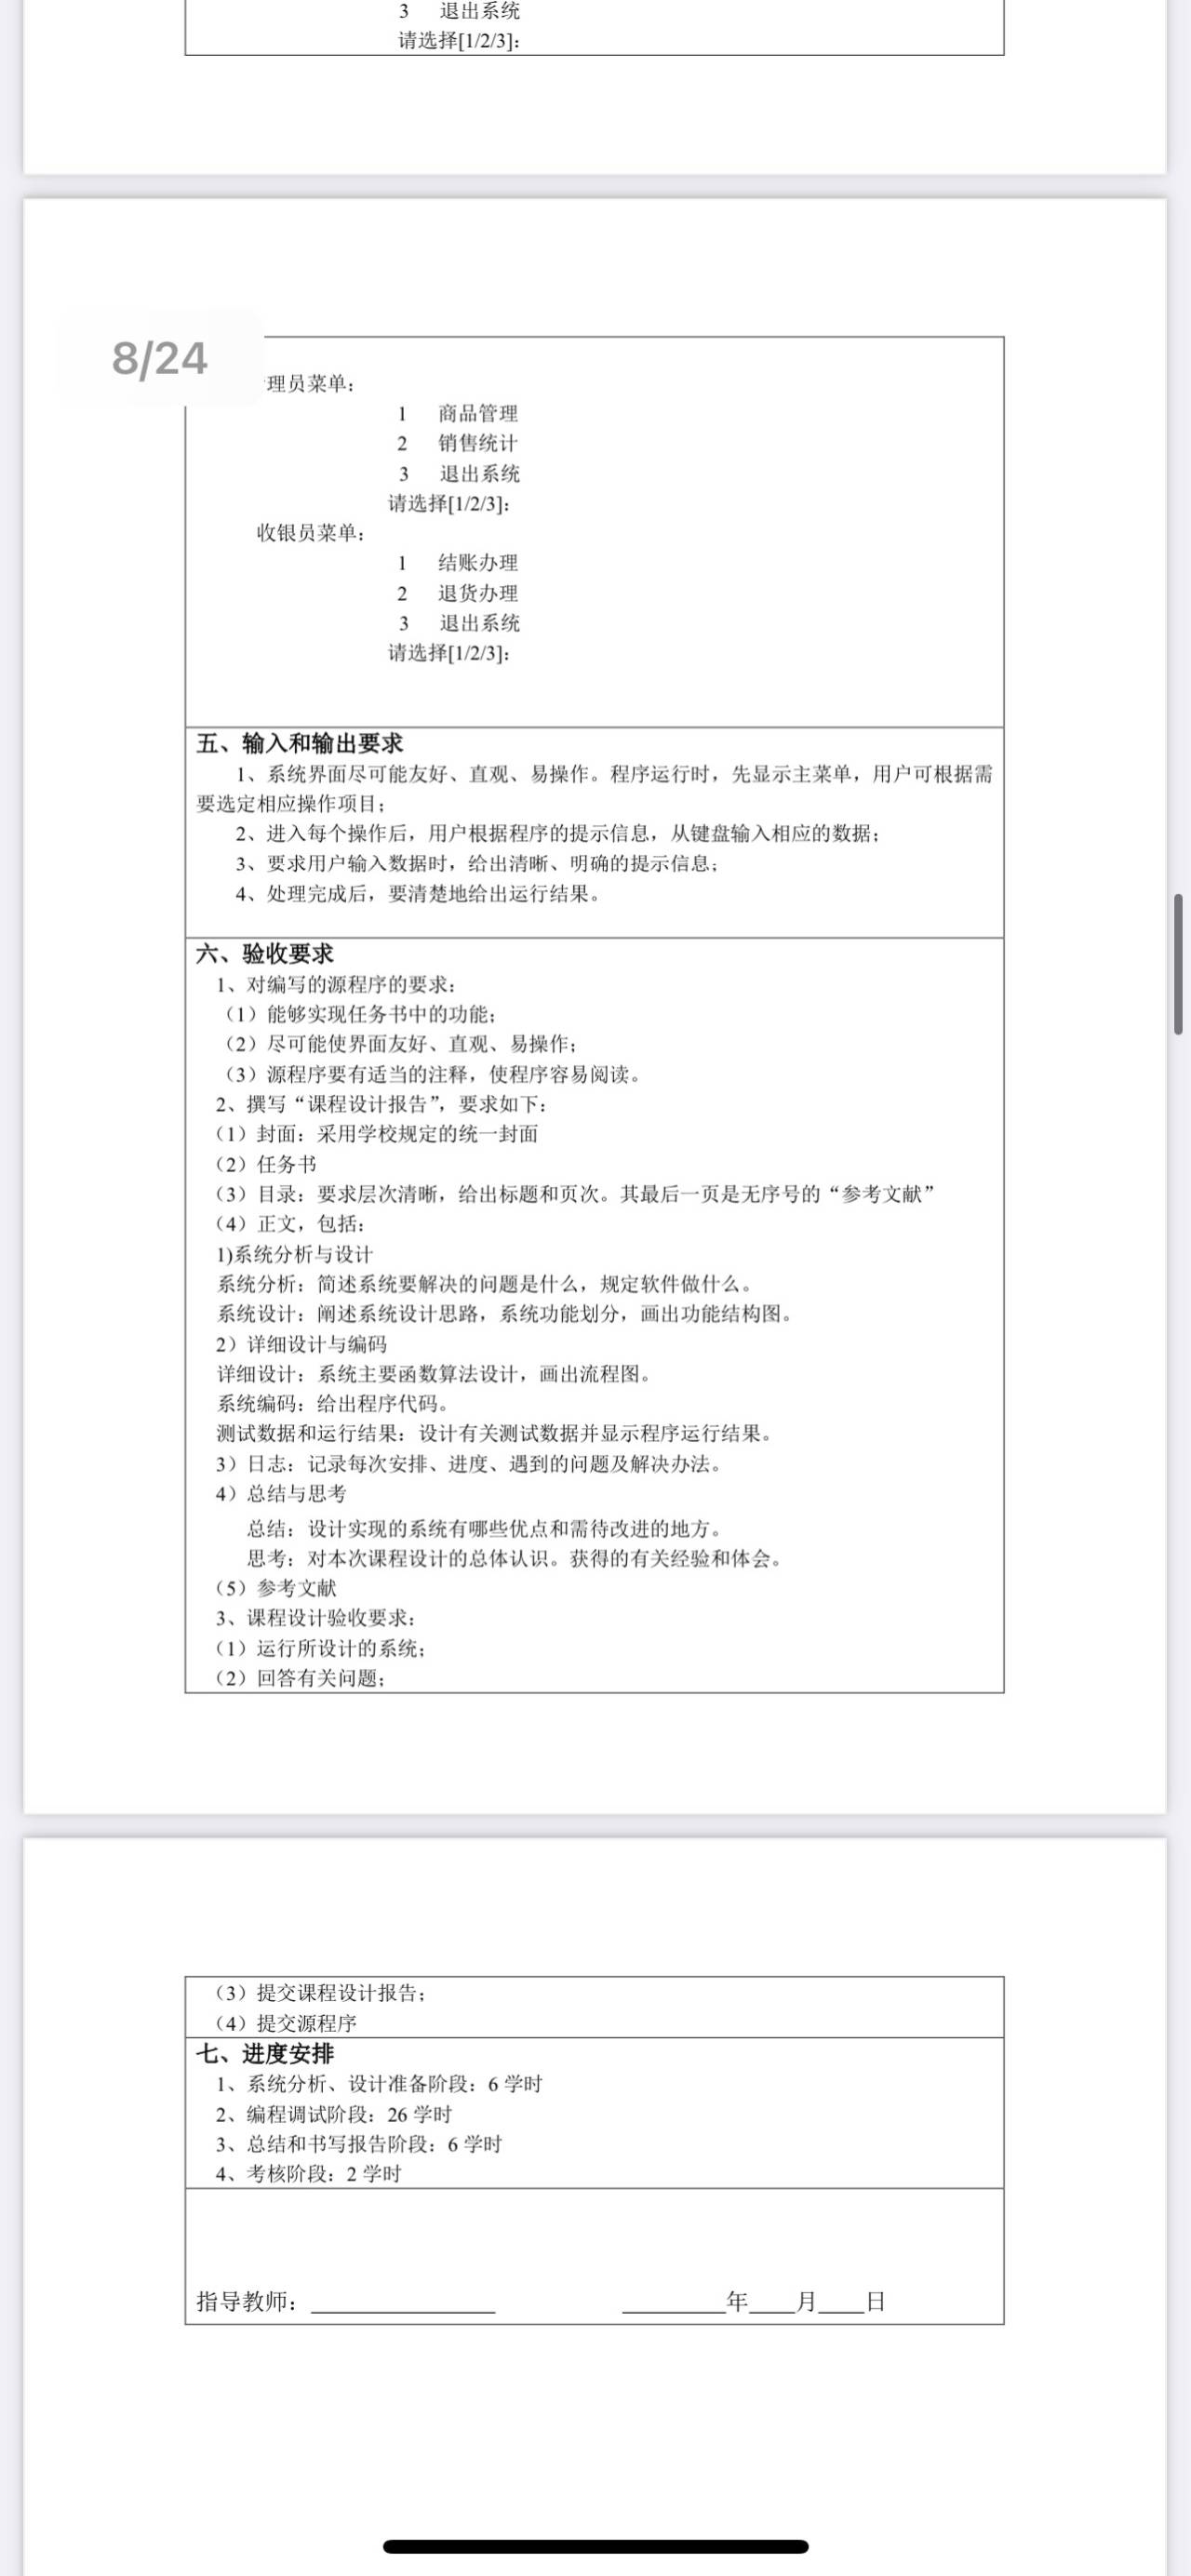 3 退出系统
请选择[1/2/3]:
8/24
理员菜单:
1 商品管理
2 销售统计
3 退出系统
请选择[1/2/3]:
收银员菜单:
1 结账办理
2 退货办理
3 退出系统
请选择[1/2/3]:
五、输入和输出要求
1、系统界面尽可能友好、直观、易操作。程序运行时，先显示主菜单，用户可根据需
要选定相应操作项目；
2、进入每个操作后，用户根据程序的提示信息，从键盘输入相应的数据；
3、要求用户输入数据时，给出清晰、明确的提示信息；
4、处理完成后，要清楚地给出运行结果。
六、验收要求
1、对编写的源程序的要求：
（1）能够实现任务书中的功能；
（2）尽可能使界面友好、直观、易操作；
（3）源程序要有适当的注释，使程序容易阅读。
2、撰写“课程设计报告”，要求如下：
（1）封面：采用学校规定的统一封面
（2）任务书
（3）目录：要求层次清晰，给出标题和页次。其最后一页是无序号的“参考文献”
（4）正文，包括：
1)系统分析与设计
系统分析：简述系统要解决的问题是什么，规定软件做什么。
系统设计：阐述系统设计思路，系统功能划分，画出功能结构图。
2）详细设计与编码
详细设计：系统主要函数算法设计，画出流程图。
系统编码：给出程序代码。
测试数据和运行结果：设计有关测试数据并显示程序运行结果。
3）日志：记录每次安排、进度、遇到的问题及解决办法。
4）总结与思考
总结：设计实现的系统有哪些优点和需待改进的地方。
思考：对本次课程设计的总体认识。获得的有关经验和体会。
（5）参考文献
3、课程设计验收要求：
（1）运行所设计的系统；
（2）回答有关问题；
（3）提交课程设计报告；
（4）提交源程序
七、进度安排
1、系统分析、设计准备阶段：6 学时
2、编程调试阶段：26 学时
3、总结和书写报告阶段：6 学时
4、考核阶段：2 学时
指导教师：________________ _________年____月____日